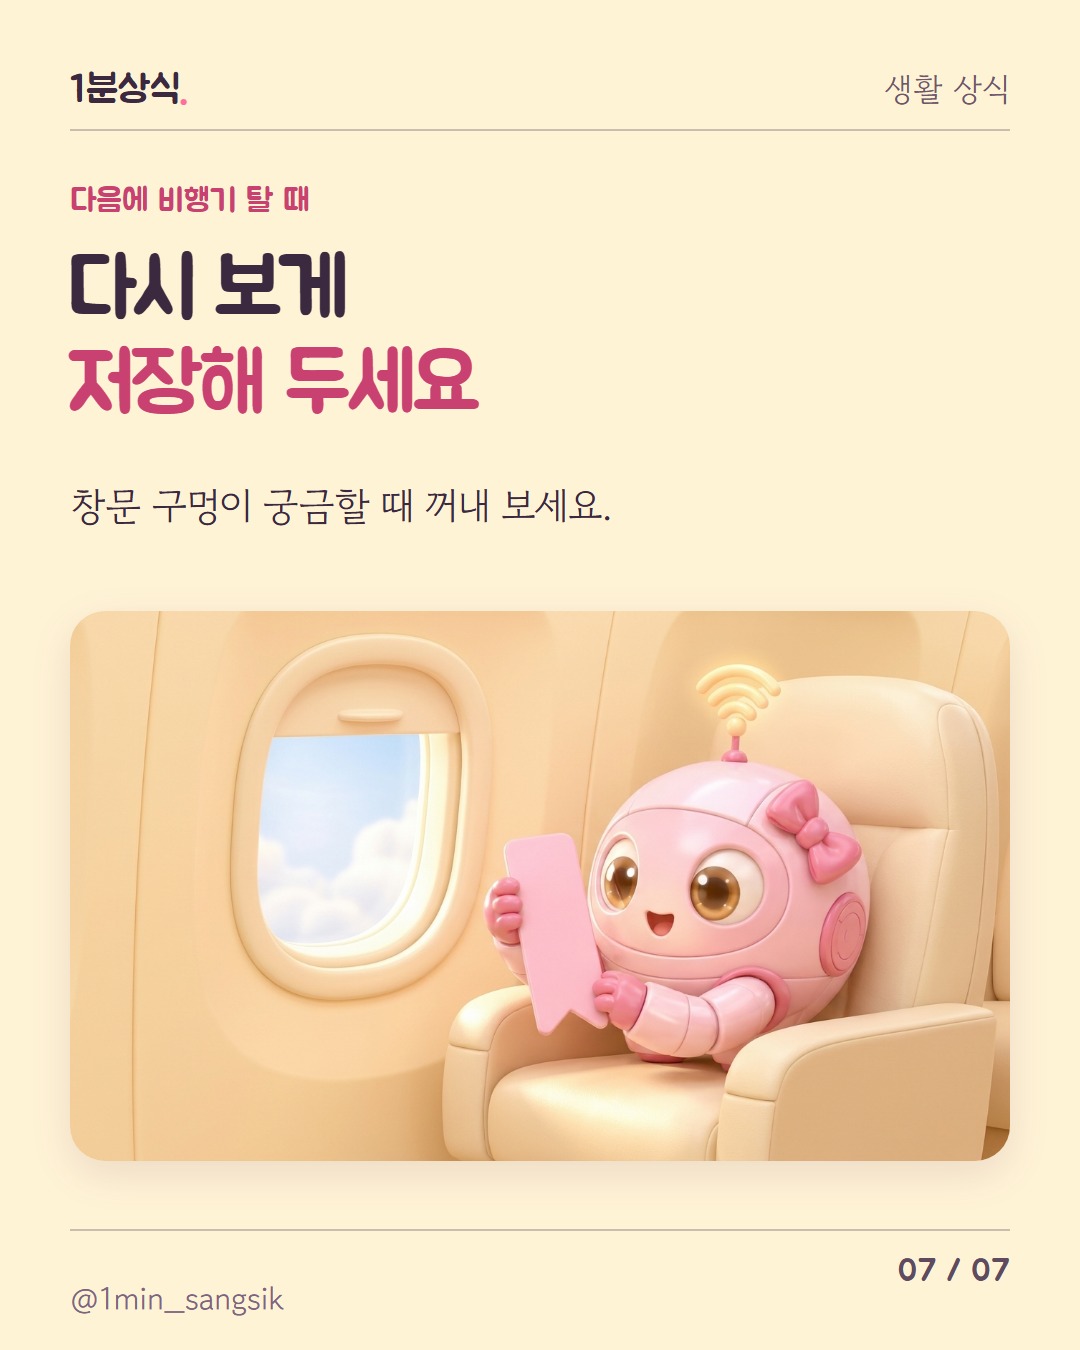 1분상식.
생활 상식
다음에 비행기 탈 때
다시 보게
저장해 두세요
창문 구멍이 궁금할 때 꺼내 보세요.
07 / 07
@1min_sangsik